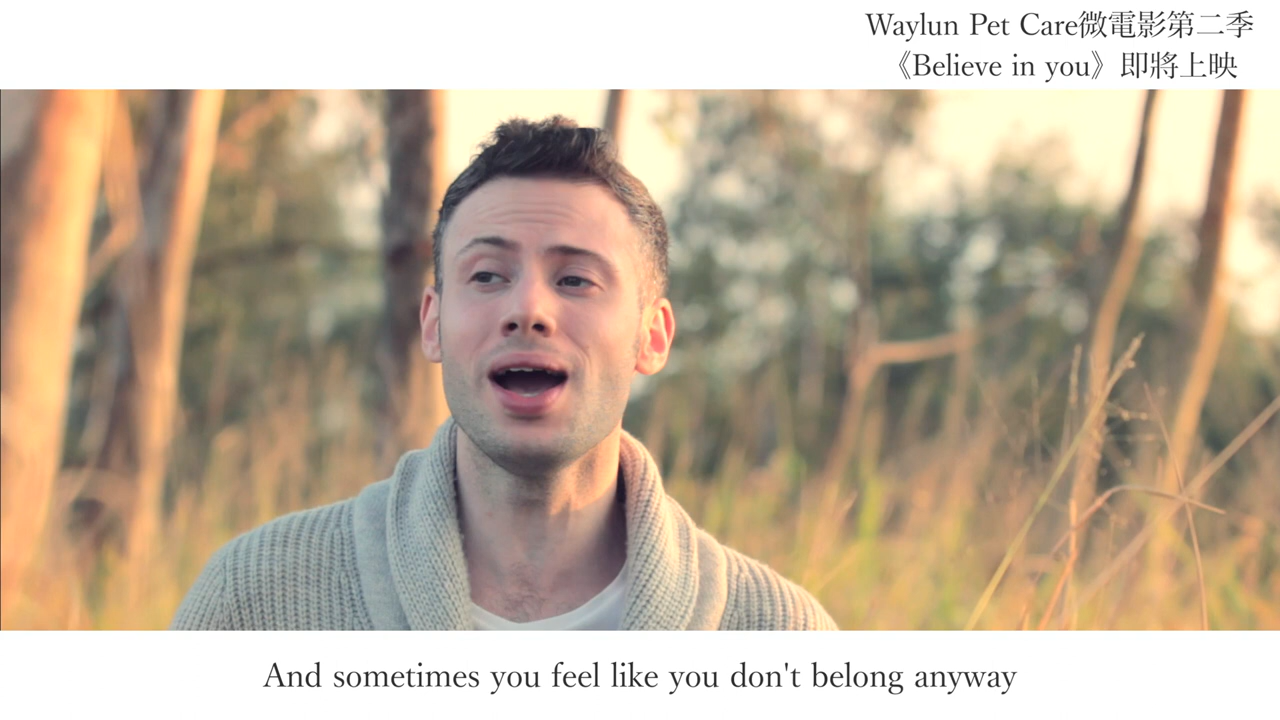 Waylun Pet Care微電影第二季
《Believe in you》即將上映
And sometimes you feel like you don't belong anyway